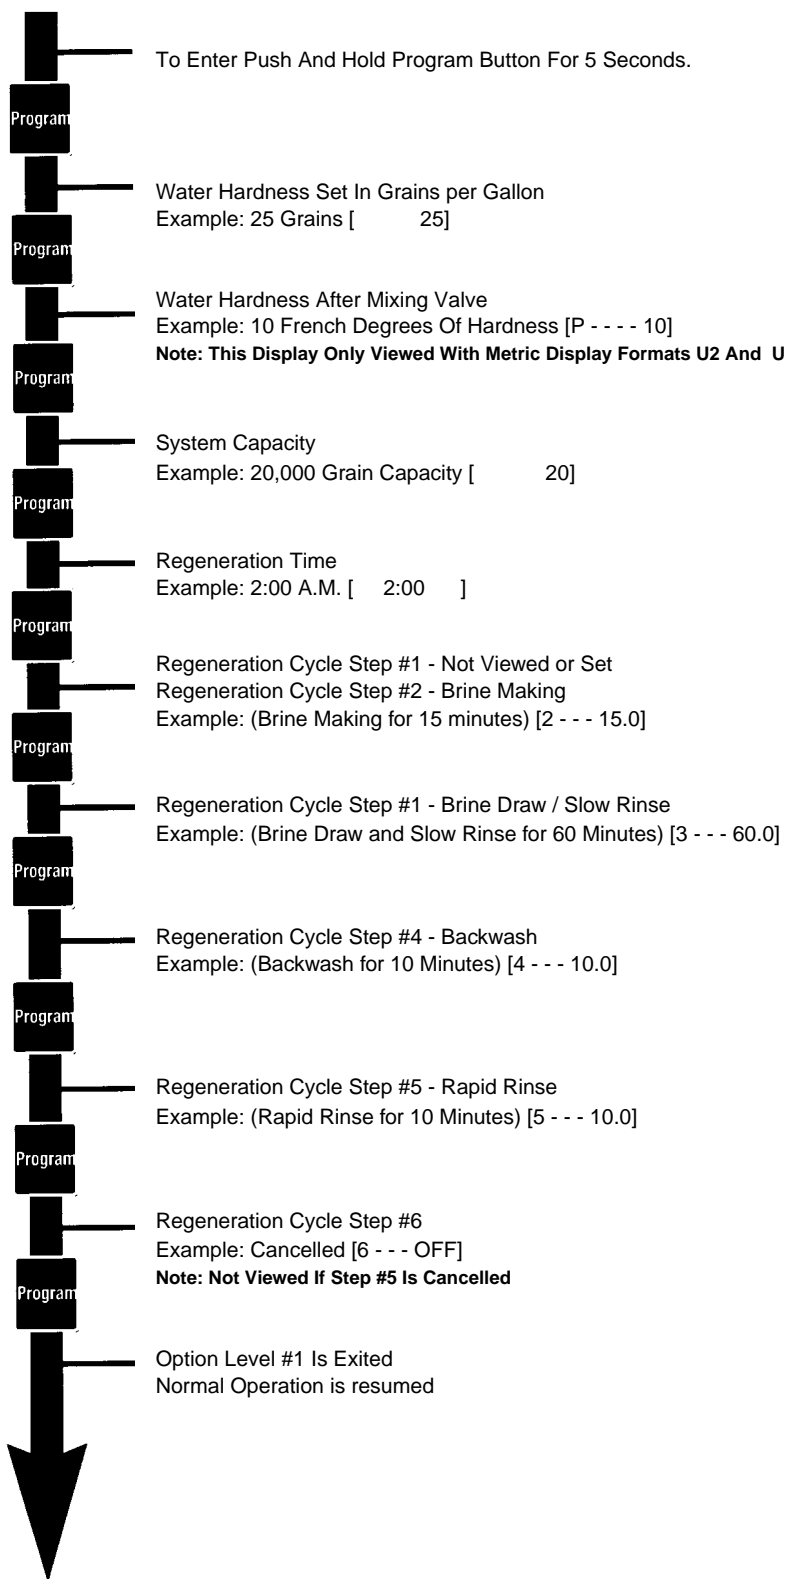 To Enter Push And Hold Program Button For 5 Seconds.
Program
Water Hardness Set In Grains per Gallon
Example: 25 Grains [ 25]
Program
Water Hardness After Mixing Valve
Example: 10 French Degrees Of Hardness [P - - - - 10]
Note: This Display Only Viewed With Metric Display Formats U2 And U
Program
System Capacity
Example: 20,000 Grain Capacity [ 20]
Program
Regeneration Time
Example: 2:00 A.M. [ 2:00 ]
Program
Regeneration Cycle Step #1 - Not Viewed or Set
Regeneration Cycle Step #2 - Brine Making
Example: (Brine Making for 15 minutes) [2 - - - 15.0]
Program
Regeneration Cycle Step #1 - Brine Draw / Slow Rinse
Example: (Brine Draw and Slow Rinse for 60 Minutes) [3 - - - 60.0]
Program
Regeneration Cycle Step #4 - Backwash
Example: (Backwash for 10 Minutes) [4 - - - 10.0]
Program
Regeneration Cycle Step #5 - Rapid Rinse
Example: (Rapid Rinse for 10 Minutes) [5 - - - 10.0]
Program
Regeneration Cycle Step #6
Example: Cancelled [6 - - - OFF]
Note: Not Viewed If Step #5 Is Cancelled
Program
Option Level #1 Is Exited
Normal Operation is resumed